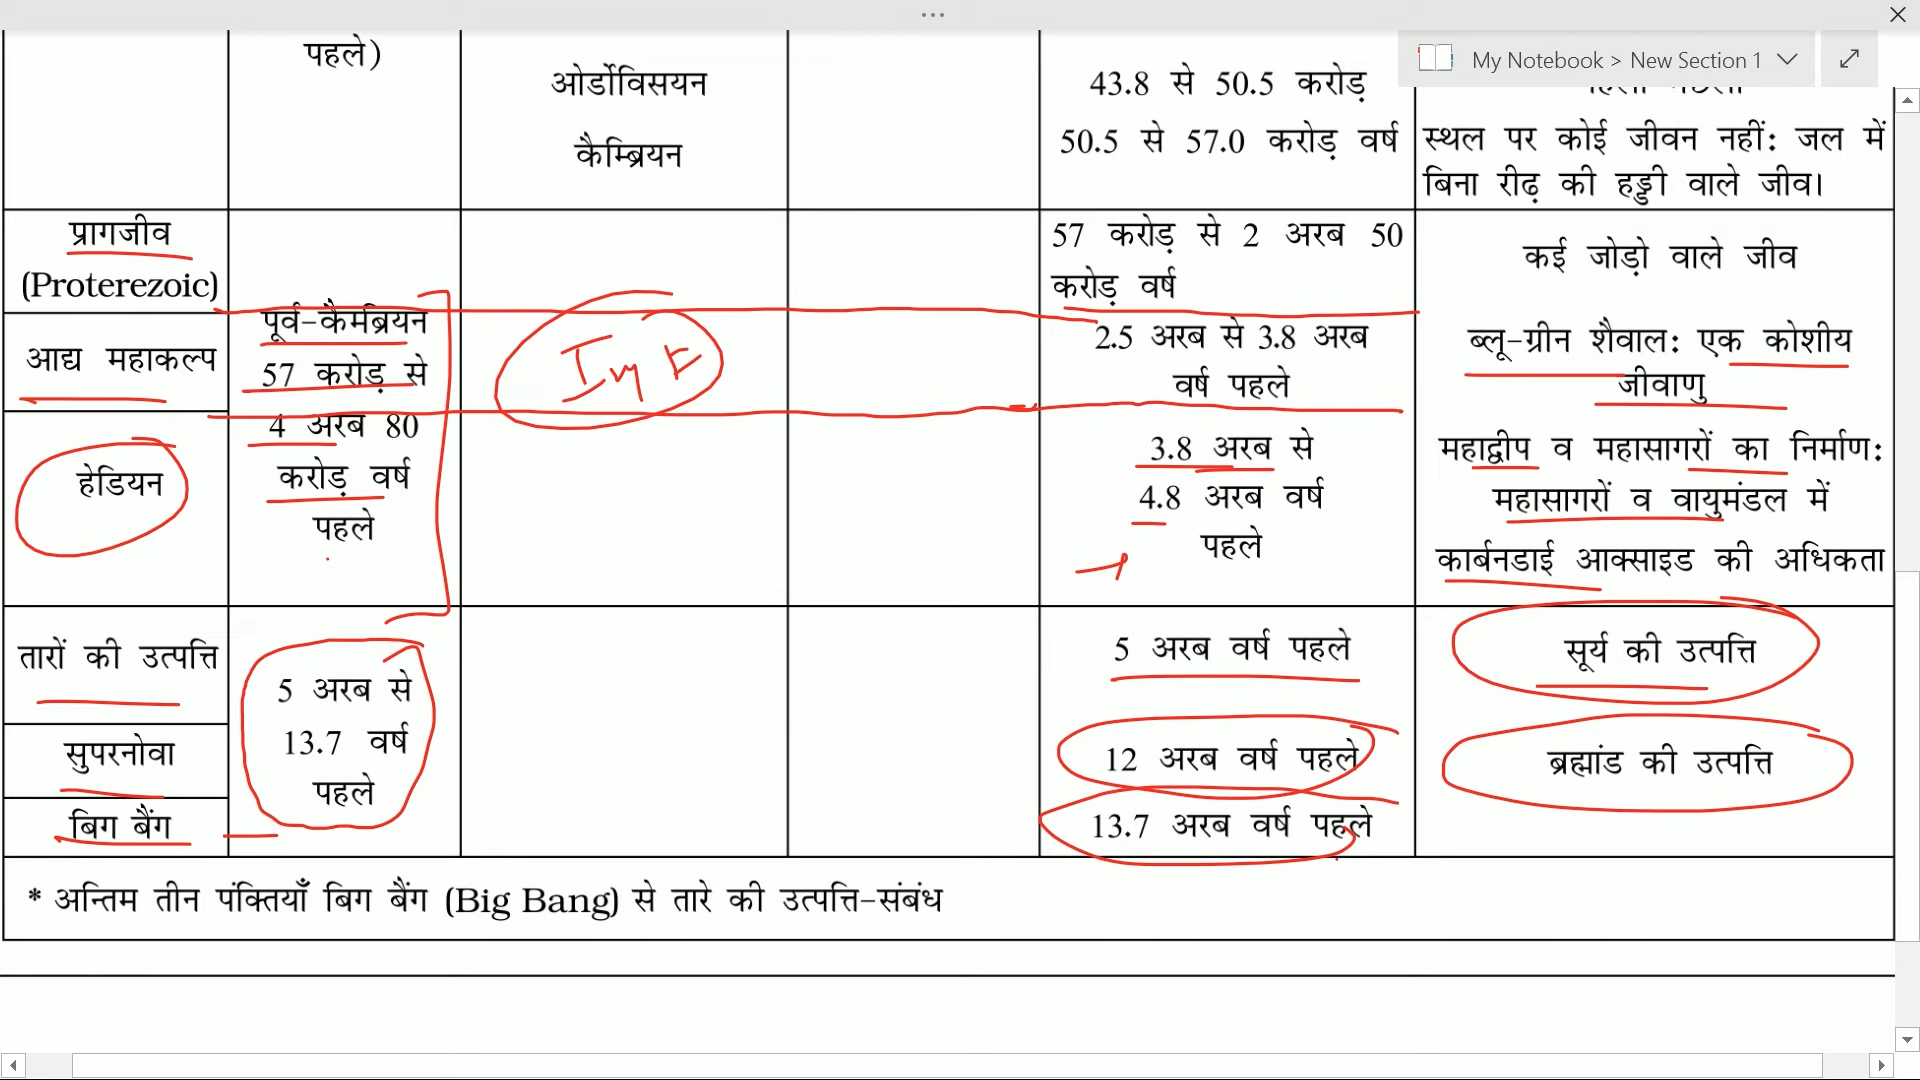 My Notebook > New Section 1
पहले)
ओर्डोविसयन
कैम्ब्रियन
43.8 से 50.5 करोड़
50.5 से 57.0 करोड़ वर्ष
स्थल पर कोई जीवन नहीं: जल में
बिना रीढ़ की हड्डी वाले जीव।
प्रागजीव
(Proterezoic)
57 करोड़ से 2 अरब 50
करोड़ वर्ष
कई जोड़ो वाले जीव
आद्य महाकल्प
पूर्व-कैमब्रियन
57 करोड़ से
4 अरब 80
करोड़ वर्ष
पहले
Imp
2.5 अरब से 3.8 अरब
वर्ष पहले
ब्लू-ग्रीन शैवाल: एक कोशीय
जीवाणु
हेडियन
3.8 अरब से
4.8 अरब वर्ष
पहले
महाद्वीप व महासागरों का निर्माण:
महासागरों व वायुमंडल में
कार्बनडाई आक्साइड की अधिकता
तारों की उत्पत्ति
5 अरब से
13.7 वर्ष
पहले
5 अरब वर्ष पहले
सूर्य की उत्पत्ति
सुपरनोवा
12 अरब वर्ष पहले
ब्रह्मांड की उत्पत्ति
बिग बैंग
13.7 अरब वर्ष पहले
* अन्तिम तीन पंक्तियाँ बिग बैंग (Big Bang) से तारे की उत्पत्ति-संबंध